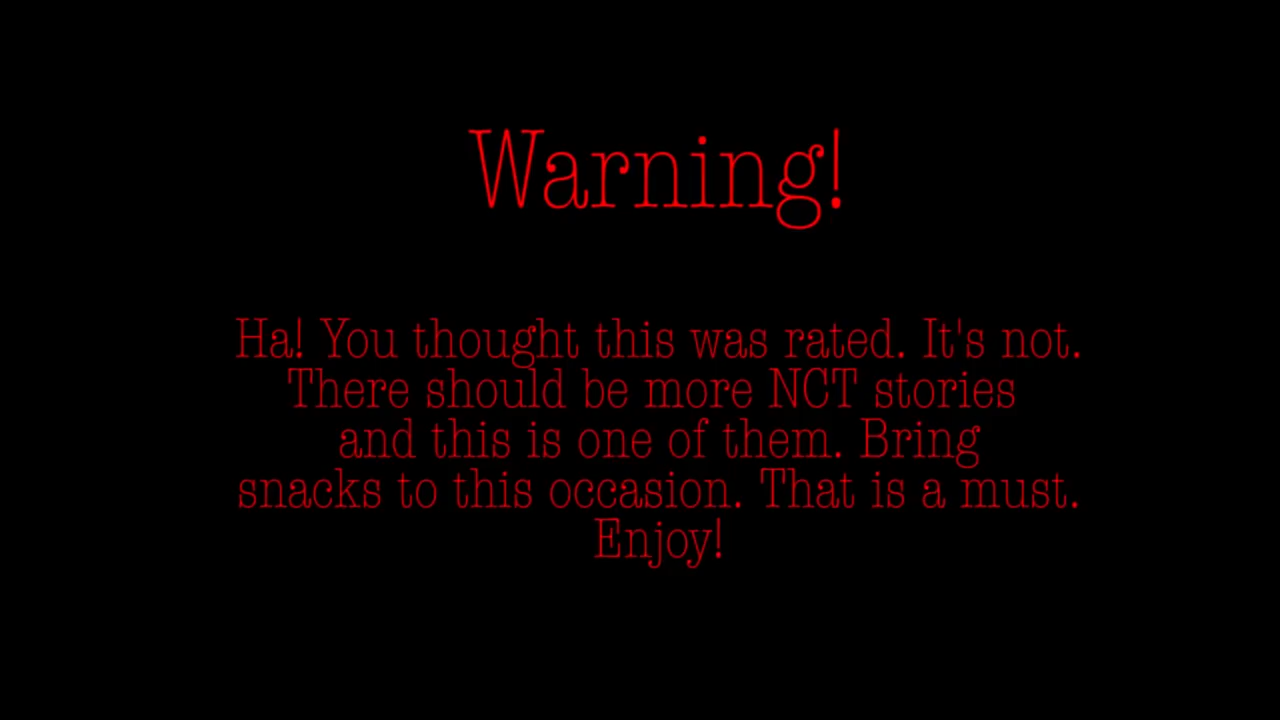 Warning!
Ha! You thought this was rated. It's not.
There should be more NCT stories
and this is one of them. Bring
snacks to this occasion. That is a must.
Enjoy!